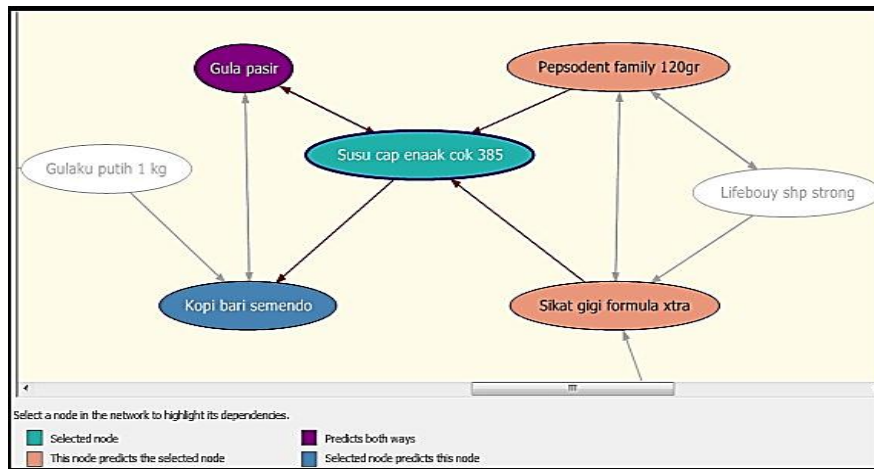 Gula pasir
Pepsodent family 120gr
Susu cap enaak cok 385
Gulaku putih 1 kg
Lifebouy shp strong
Kopi bari semendo
Sikat gigi formula xtra
Select a node in the network to highlight its dependencies.
Selected node
Predicts both ways
This node predicts the selected node
Selected node predicts this node